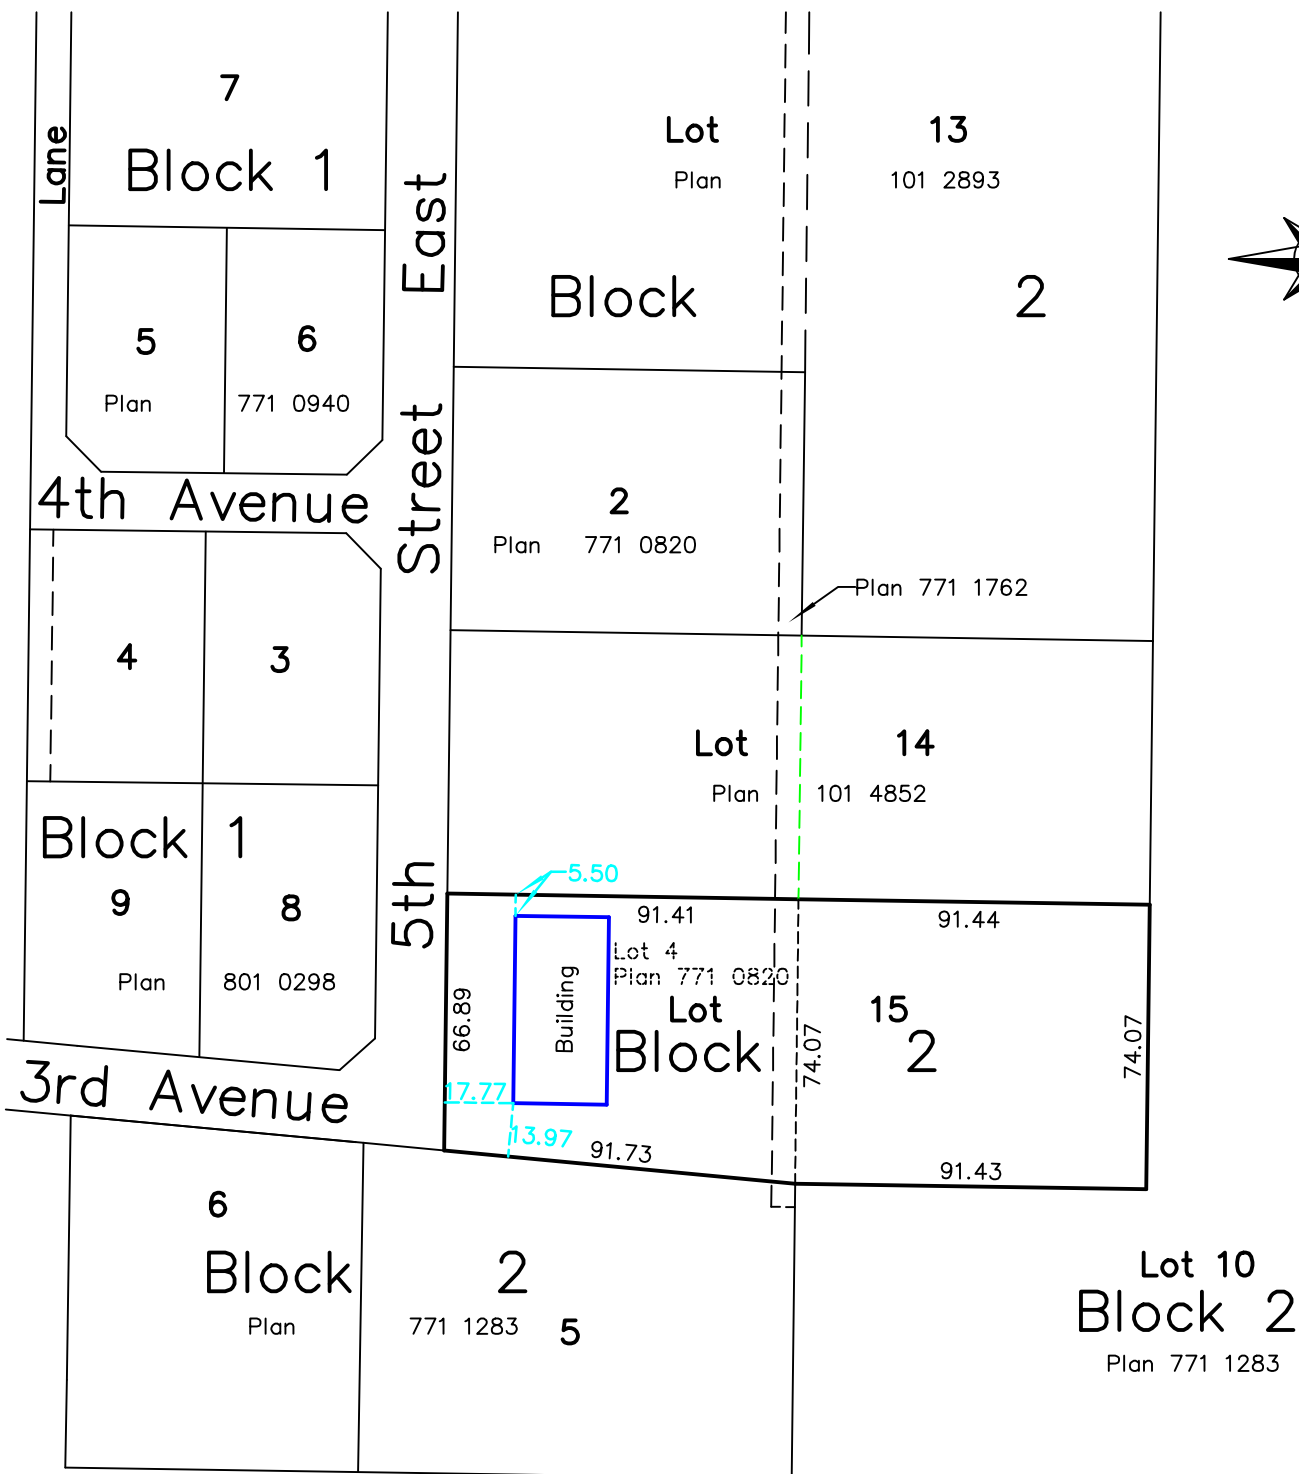 7
Block 1
Lane
5
6
Plan 771 0940
4th Avenue
4
3
Block 1
9
8
Plan 801 0298
3rd Avenue
5th Street East
Lot 13
Plan 101 2893
Block 2
2
Plan 771 0820
Plan 771 1762
Lot 14
Plan 101 4852
5.50
91.41
91.44
Lot 4
Plan 771 0820
Lot 15
Block 2
Building
66.89
74.07
74.07
17.77
13.97
91.73
91.43
6
Block 2
Plan 771 1283
5
Lot 10
Block 2
Plan 771 1283